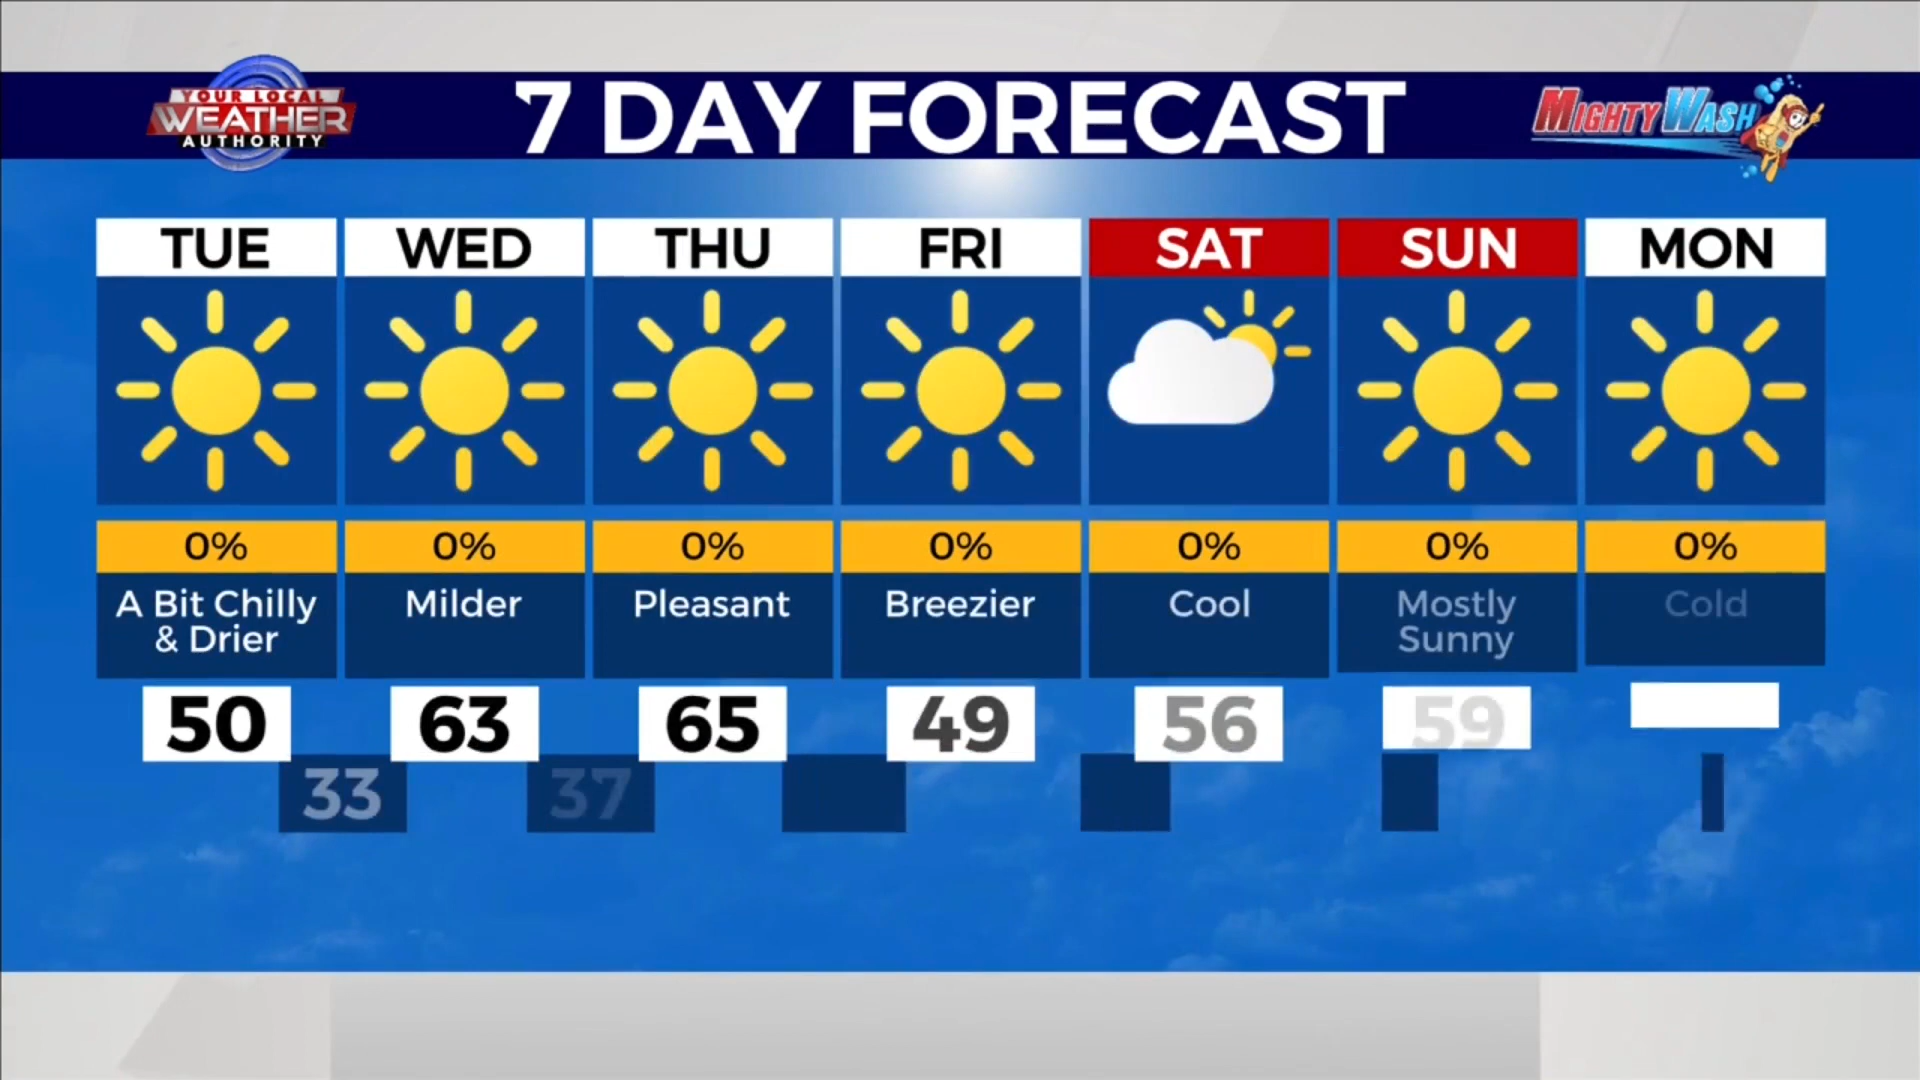 YOUR LOCAL
WEATHER
AUTHORITY
7 DAY FORECAST
MIGHTY WASH
TUE WED THU FRI SAT SUN MON
0% 0% 0% 0% 0% 0% 0%
A Bit Chilly
& Drier
Milder
Pleasant
Breezier
Cool
Mostly
Sunny
Cold
50 63 65 49 56 59
33 37